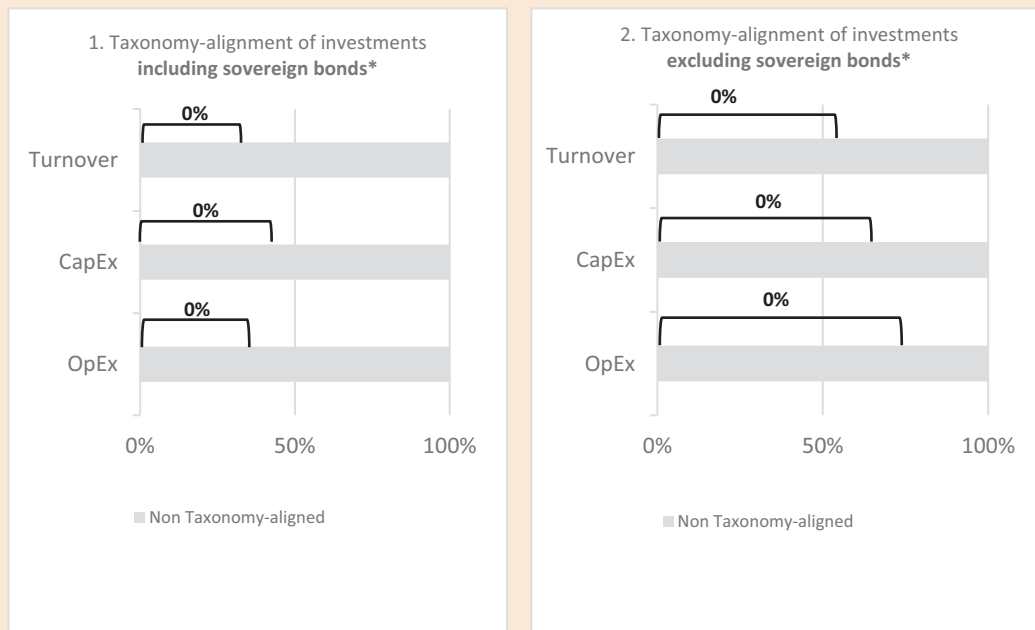 1. Taxonomy-alignment of investments
including sovereign bonds*
0%
Turnover
0%
CapEx
0%
OpEx
0% 50% 100%
Non Taxonomy-aligned
2. Taxonomy-alignment of investments
excluding sovereign bonds*
0%
Turnover
0%
CapEx
0%
OpEx
0% 50% 100%
Non Taxonomy-aligned